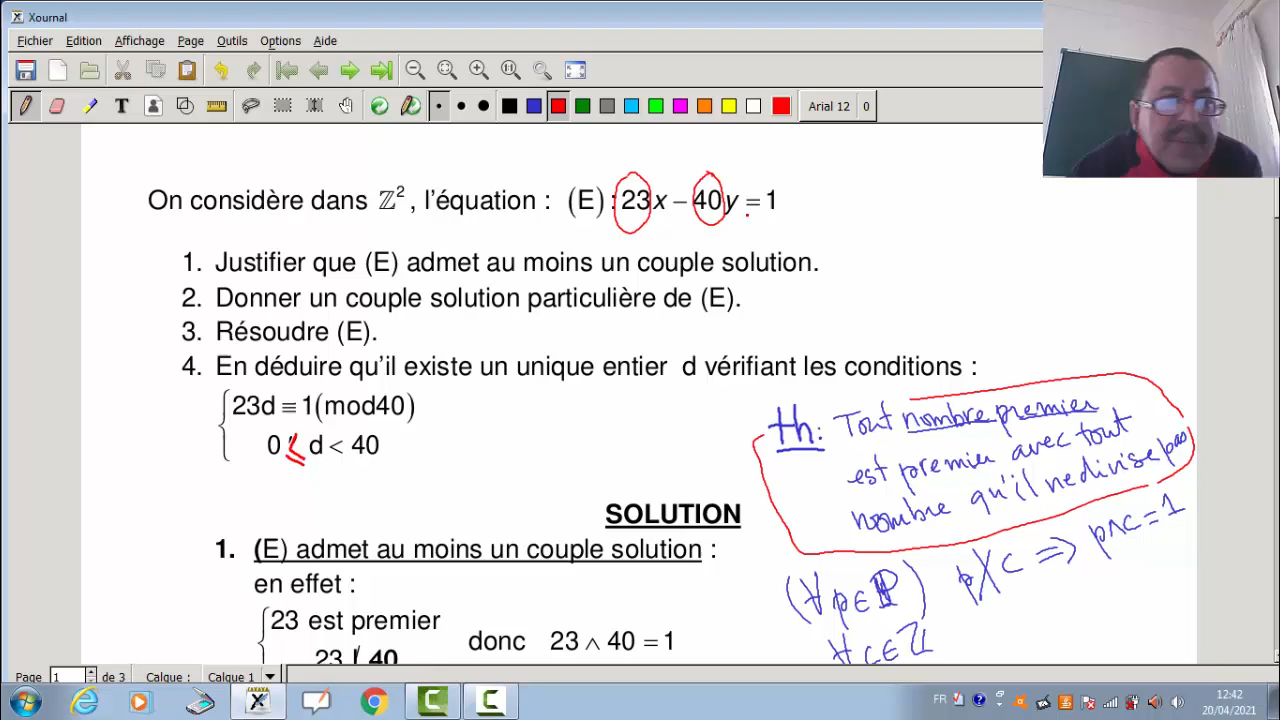 Xournal
Fichier Edition Affichage Page Outils Options Aide
Arial 12 0
On considère dans ℤ², l'équation : (E) : 23x − 40y = 1
1. Justifier que (E) admet au moins un couple solution.
2. Donner un couple solution particulière de (E).
3. Résoudre (E).
4. En déduire qu'il existe un unique entier d vérifiant les conditions :
23d ≡ 1(mod40)
0 ≤ d < 40
th: Tout nombre premier
est premier avec tout
nombre qu'il ne divise pas
SOLUTION
1. (E) admet au moins un couple solution :
p∤c ⟹ p∧c=1
en effet :
(∀p∈ℙ)
23 est premier
donc 23 ∧ 40 = 1
∀c∈ℤ
23 ∤ 40
Page 1 de 3 Calque : Calque 1
FR
12:42
20/04/2021